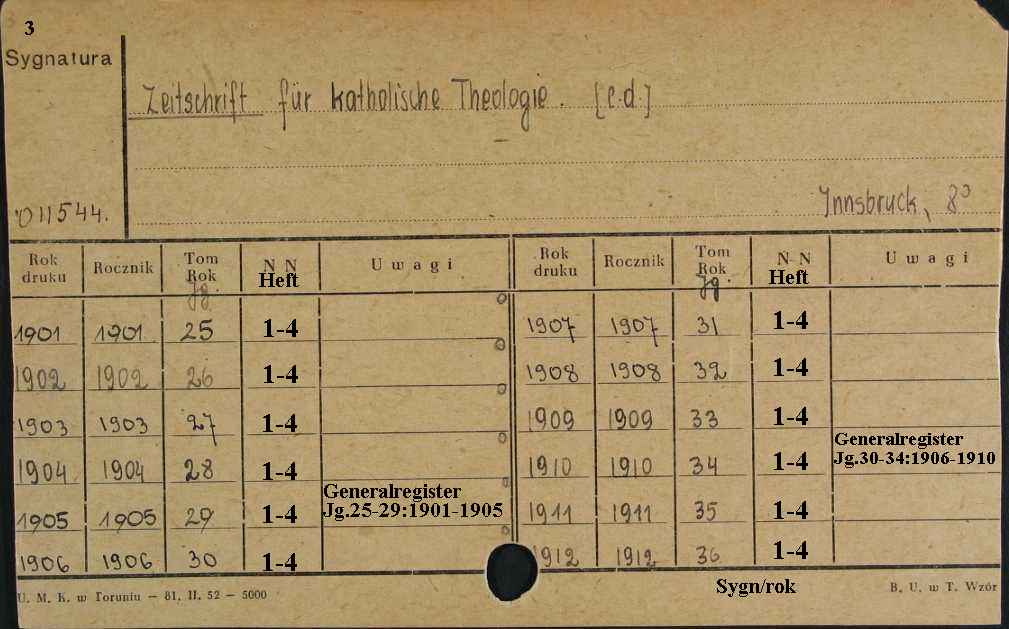 3
Sygnatura
Zeitschrift für katholische Theologie. [c.d.]
011544.
Innsbruck, 8°
Rok druku Rocznik Tom Rok Jg. N N Heft Uwagi
1901 1901 25 1-4
1902 1902 26 1-4
1903 1903 27 1-4
1904 1904 28 1-4
Generalregister
1905 1905 29 1-4 Jg.25-29:1901-1905
1906 1906 30 1-4
Rok druku Rocznik Tom Rok Jg. N N Heft Uwagi
1907 1907 31 1-4
1908 1908 32 1-4
1909 1909 33 1-4
Generalregister
1910 1910 34 1-4 Jg.30-34:1906-1910
1911 1911 35 1-4
1912 1912 36 1-4
Sygn/rok
U. M. K. w Toruniu — 81. II. 52 — 5000
B. U. w T. Wzór